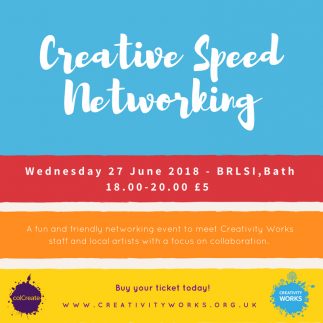 Creative Speed
Networking
Wednesday 27 June 2018 - BRLSI,Bath
18.00-20.00 £5
A fun and friendly networking event to meet Creativity Works
staff and local artists with a focus on collaboration.
Buy your ticket today!
WWW.CREATIVITYWORKS.ORG.UK
colCreate
CREATIVITY
WORKS